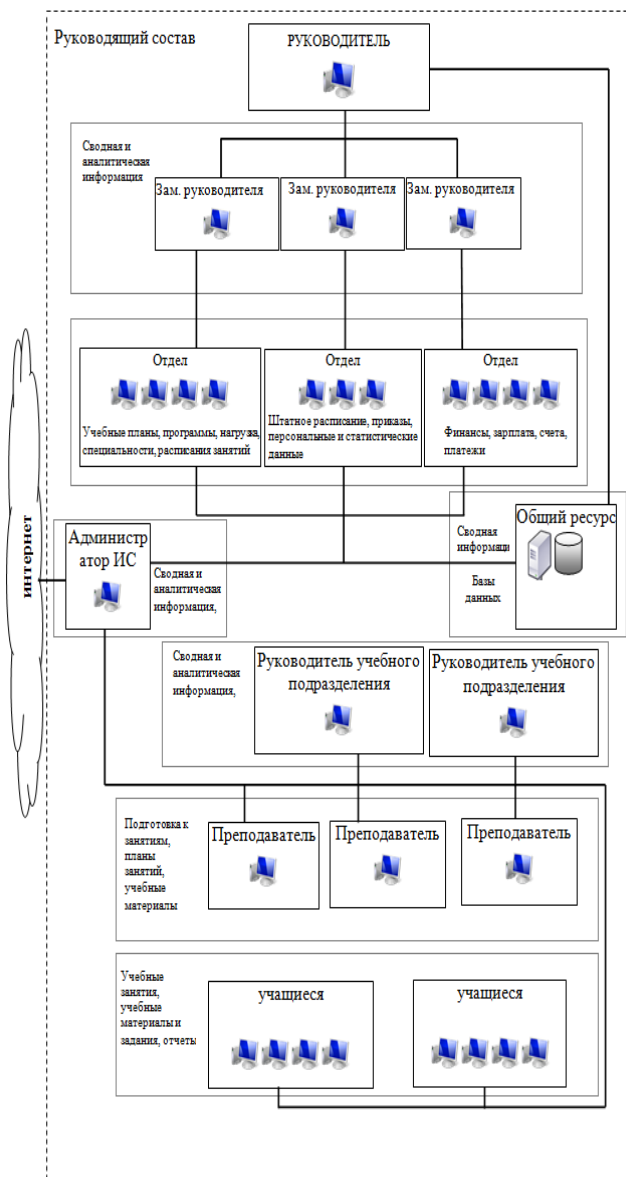 Руководящий состав
РУКОВОДИТЕЛЬ
Сводная и
аналитическая
информация
Зам. руководителя
Зам. руководителя
Зам. руководителя
Отдел
Учебные планы, программы, нагрузка,
специальности, расписания занятий
Отдел
Штатное расписание, приказы,
персональные и статистические
данные
Отдел
Финансы, зарплата, счета,
платежи
интернет
Администр
атор ИС
Сводная и
аналитическая
информация,
Сводная
информаци
Базы
данных
Общий ресурс
Сводная и
аналитическая
информация,
Руководитель учебного
подразделения
Руководитель учебного
подразделения
Подготовка к
занятиям,
планы
занятий,
учебные
материалы
Преподаватель
Преподаватель
Преподаватель
Учебные
занятия,
учебные
материалы и
задания, отчеты
учащиеся
учащиеся